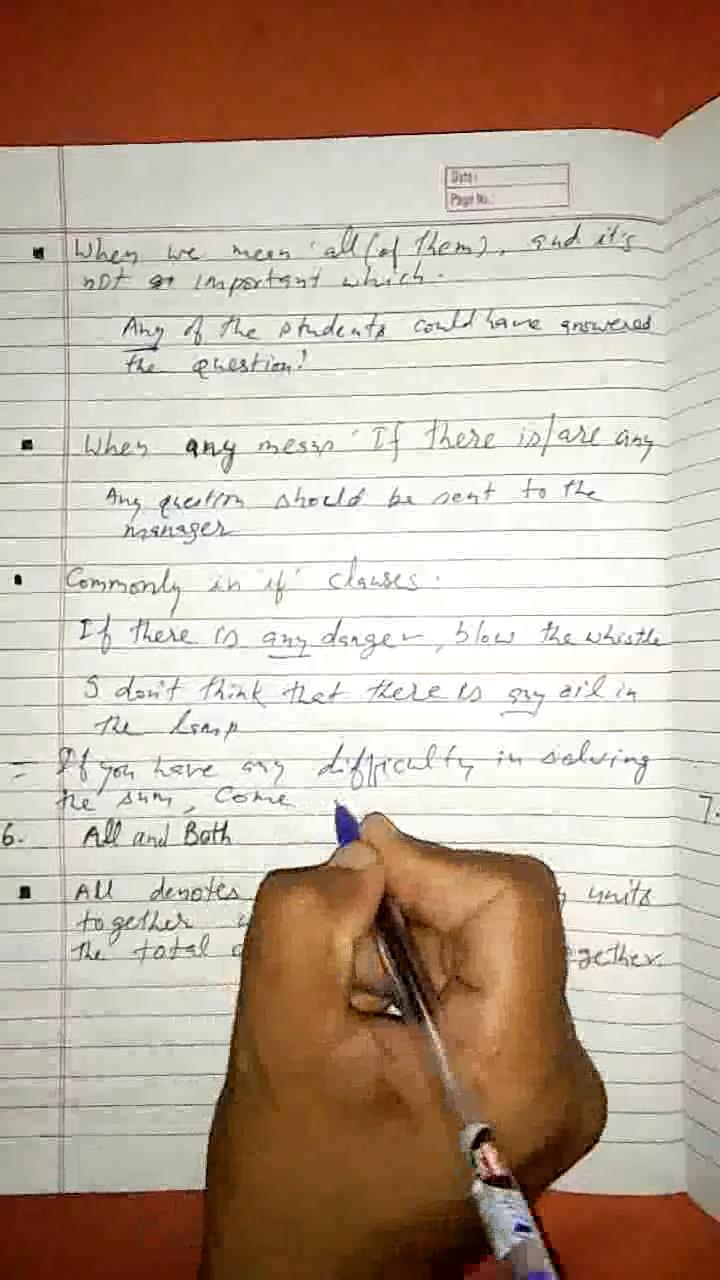 Date:
Page No.:
When we mean 'all (of them), and it's
not important which.
Any of the students could have answered
the question!
When any means 'If there is/are any
Any question should be sent to the
manager
Commonly in 'if' clauses.
If there is any danger, blow the whistle
I don't think that there is any oil in
the lamp
If you have any difficulty in solving
the sum, Come
6. All and Both
7.
All denotes units
together
the total gether.